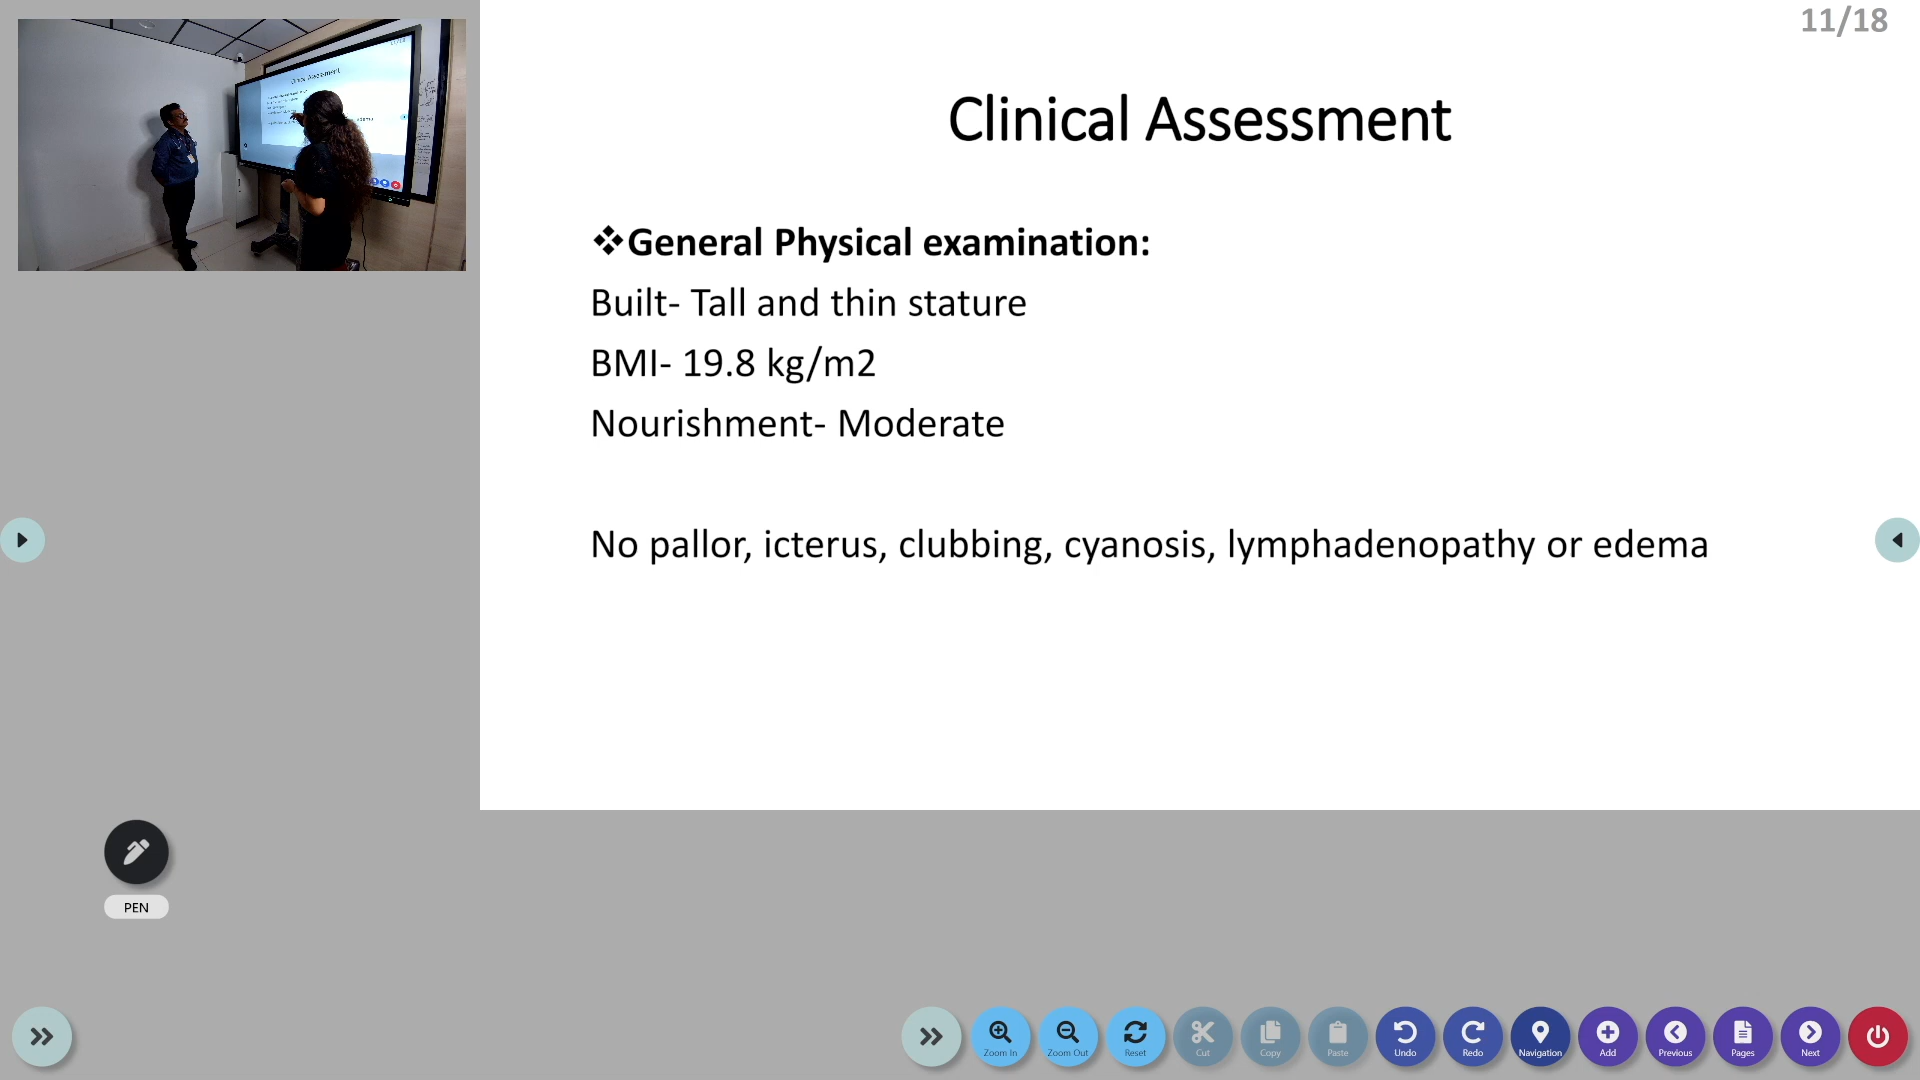 11/18
Clinical Assessment
❖General Physical examination:
Built- Tall and thin stature
BMI- 19.8 kg/m2
Nourishment- Moderate
No pallor, icterus, clubbing, cyanosis, lymphadenopathy or edema
PEN
Zoom In
Zoom Out
Reset
Cut
Copy
Paste
Undo
Redo
Navigation
Add
Previous
Pages
Next